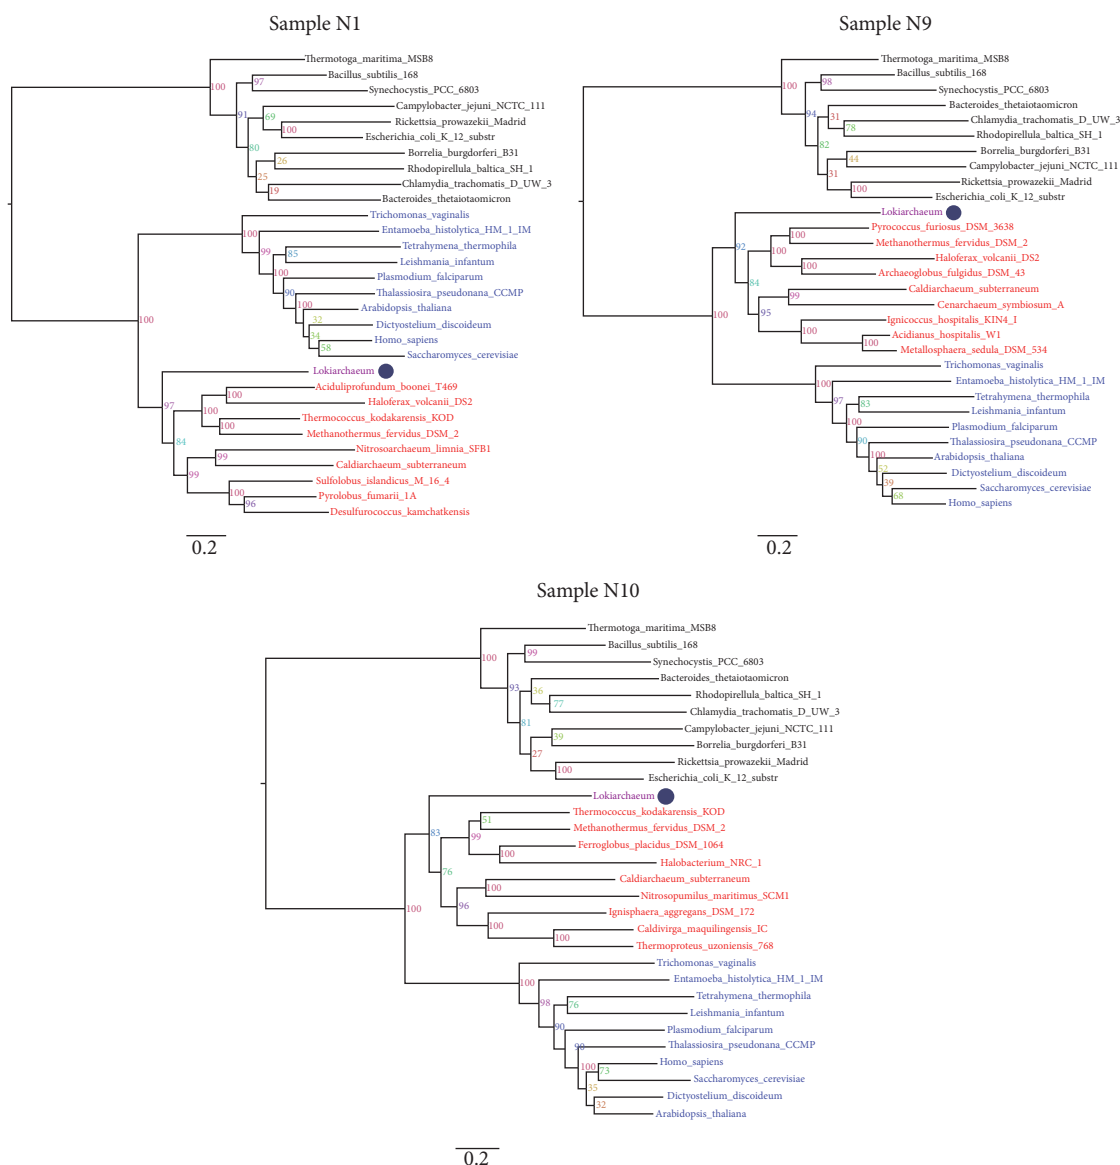 Sample N1
Thermotoga_maritima_MSB8
Bacillus_subtilis_168
100
97
Synechocystis_PCC_6803
Campylobacter_jejuni_NCTC_111
91
69
Rickettsia_prowazekii_Madrid
100
Escherichia_coli_K_12_substr
80
Borrelia_burgdorferi_B31
26
Rhodopirellula_baltica_SH_1
25
Chlamydia_trachomatis_D_UW_3
19
Bacteroides_thetaiotaomicron
Trichomonas_vaginalis
100
Entamoeba_histolytica_HM_1_IM
99
Tetrahymena_thermophila
85
Leishmania_infantum
100
Plasmodium_falciparum
90
Thalassiosira_pseudonana_CCMP
100
Arabidopsis_thaliana
32
Dictyostelium_discoideum
34
Homo_sapiens
58
Saccharomyces_cerevisiae
100
Lokiarchaeum
Aciduliprofundum_boonei_T469
100
Haloferax_volcanii_DS2
97
100
Thermococcus_kodakarensis_KOD
100
Methanothermus_fervidus_DSM_2
84
Nitrosoarchaeum_limnia_SFB1
99
Caldiarchaeum_subterraneum
99
Sulfolobus_islandicus_M_16_4
100
Pyrolobus_fumarii_1A
96
Desulfurococcus_kamchatkensis
0.2
Sample N9
Thermotoga_maritima_MSB8
Bacillus_subtilis_168
100
98
Synechocystis_PCC_6803
Bacteroides_thetaiotaomicron
94
31
Chlamydia_trachomatis_D_UW_3
78
Rhodopirellula_baltica_SH_1
82
Borrelia_burgdorferi_B31
44
Campylobacter_jejuni_NCTC_111
31
Rickettsia_prowazekii_Madrid
100
Escherichia_coli_K_12_substr
Lokiarchaeum
Pyrococcus_furiosus_DSM_3638
100
Methanothermus_fervidus_DSM_2
92
100
Haloferax_volcanii_DS2
100
Archaeoglobus_fulgidus_DSM_43
84
Caldiarchaeum_subterraneum
99
Cenarchaeum_symbiosum_A
95
100
Ignicoccus_hospitalis_KIN4_I
100
Acidianus_hospitalis_W1
100
Metallosphaera_sedula_DSM_534
Trichomonas_vaginalis
100
Entamoeba_histolytica_HM_1_IM
97
Tetrahymena_thermophila
83
Leishmania_infantum
100
Plasmodium_falciparum
90
Thalassiosira_pseudonana_CCMP
100
Arabidopsis_thaliana
52
Dictyostelium_discoideum
39
Saccharomyces_cerevisiae
68
Homo_sapiens
0.2
Sample N10
Thermotoga_maritima_MSB8
Bacillus_subtilis_168
100
99
Synechocystis_PCC_6803
Bacteroides_thetaiotaomicron
93
36
Rhodopirellula_baltica_SH_1
77
Chlamydia_trachomatis_D_UW_3
81
Campylobacter_jejuni_NCTC_111
39
Borrelia_burgdorferi_B31
27
Rickettsia_prowazekii_Madrid
100
Escherichia_coli_K_12_substr
Lokiarchaeum
Thermococcus_kodakarensis_KOD
51
Methanothermus_fervidus_DSM_2
83
99
Ferroglobus_placidus_DSM_1064
100
Halobacterium_NRC_1
76
Caldiarchaeum_subterraneum
100
Nitrosopumilus_maritimus_SCM1
96
100
Ignisphaera_aggregans_DSM_172
100
Caldivirga_maquilingensis_IC
100
Thermoproteus_uzoniensis_768
Trichomonas_vaginalis
100
Entamoeba_histolytica_HM_1_IM
98
Tetrahymena_thermophila
76
Leishmania_infantum
90
Plasmodium_falciparum
90
Thalassiosira_pseudonana_CCMP
100
Homo_sapiens
73
Saccharomyces_cerevisiae
35
Dictyostelium_discoideum
32
Arabidopsis_thaliana
0.2